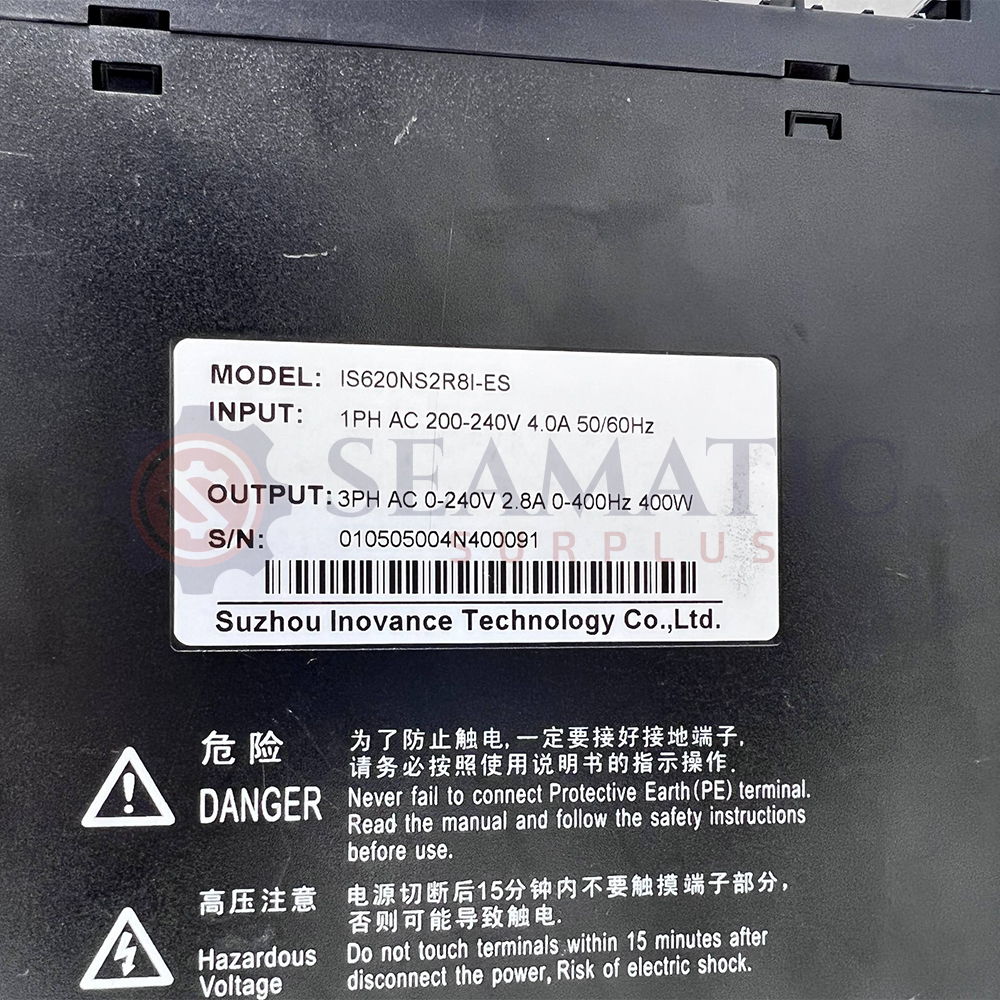 MODEL: IS620NS2R8I-ES
INPUT: 1PH AC 200-240V 4.0A 50/60Hz
SEAMATIC
OUTPUT: 3PH AC 0-240V 2.8A 0-400Hz 400W
S/N: 010505004N400091
SURPLUS
Suzhou Inovance Technology Co.,Ltd.
危险
DANGER
为了防止触电,一定要接好接地端子,
请务必按照使用说明书的指示操作.
Never fail to connect Protective Earth(PE) terminal.
Read the manual and follow the safety instructions
before use.
高压注意
Hazardous
Voltage
电源切断后15分钟内不要触摸端子部分,
否则可能导致触电.
Do not touch terminals within 15 minutes after
disconnect the power, Risk of electric shock.